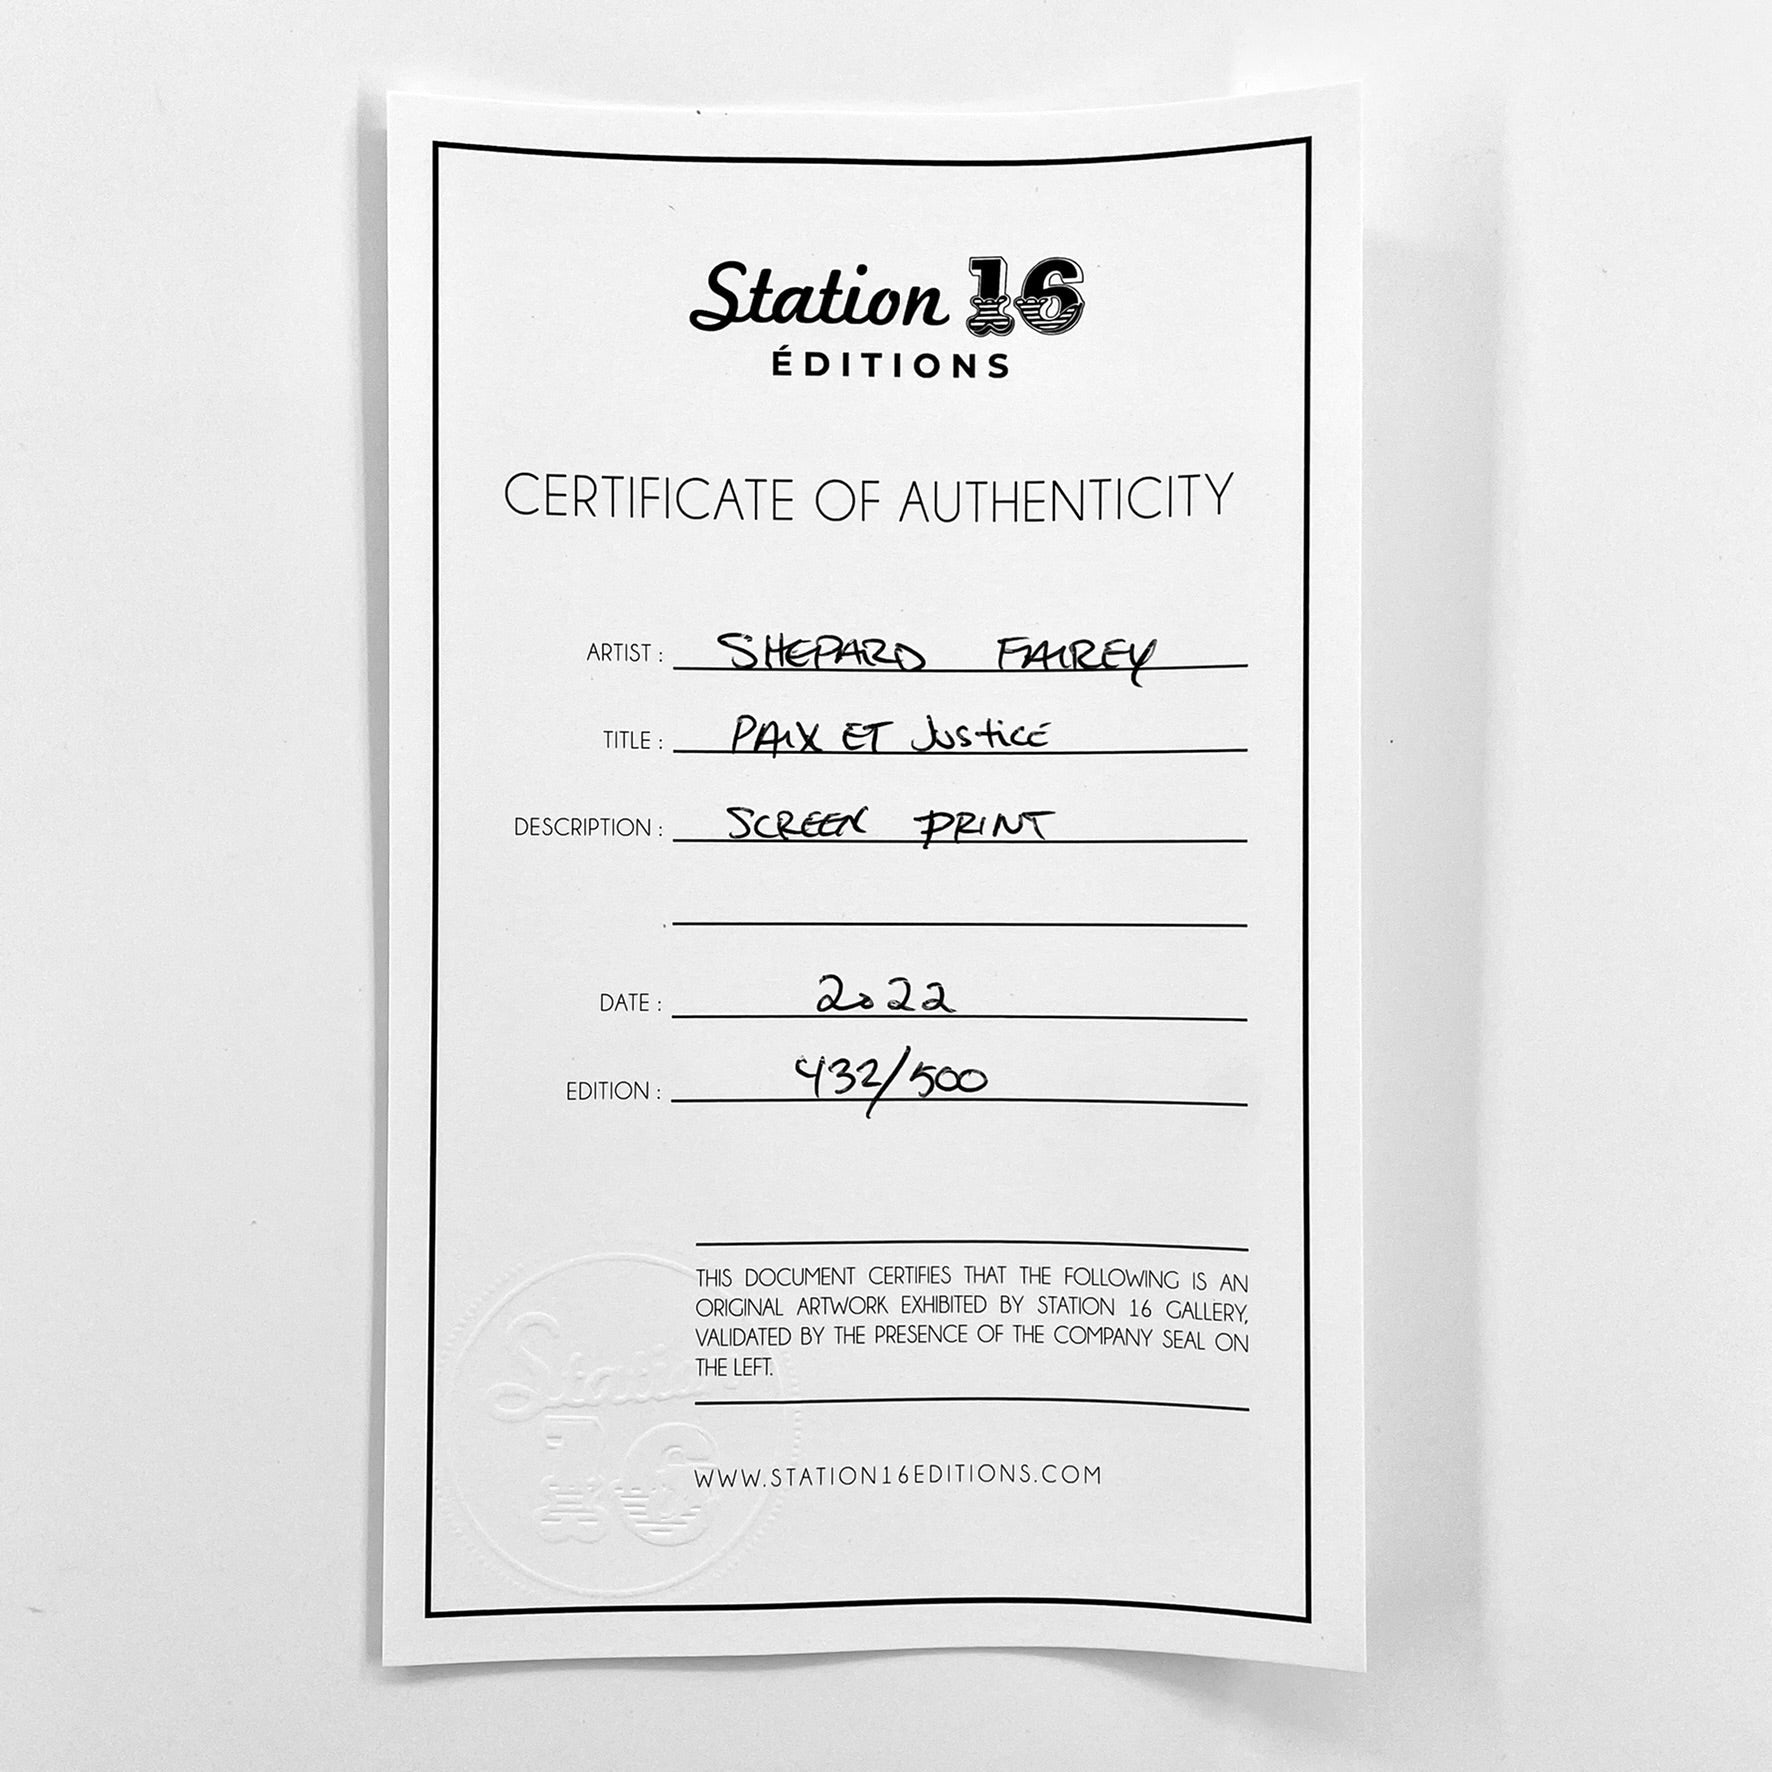 Station 16
ÉDITIONS
CERTIFICATE OF AUTHENTICITY
ARTIST : SHEPARD FAIREY
TITLE : PAIX ET JUSTICE
DESCRIPTION : SCREEN PRINT
DATE : 2022
EDITION : 432/500
THIS DOCUMENT CERTIFIES THAT THE FOLLOWING IS AN
ORIGINAL ARTWORK EXHIBITED BY STATION 16 GALLERY,
VALIDATED BY THE PRESENCE OF THE COMPANY SEAL ON
THE LEFT.
Station
16
WWW.STATION16EDITIONS.COM